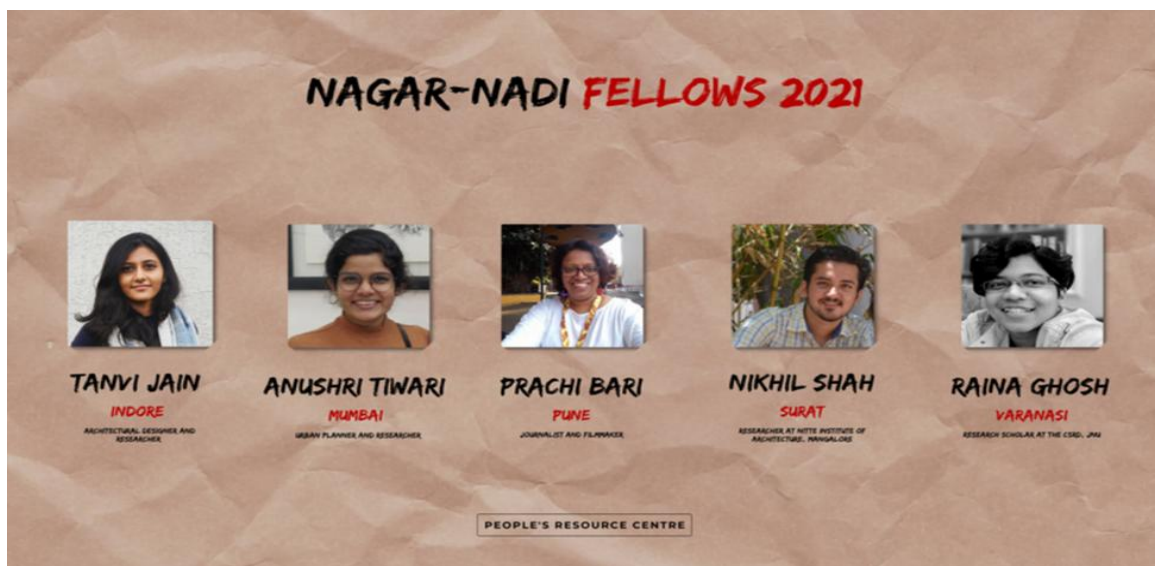 NAGAR-NADI FELLOWS 2021
TANVI JAIN
INDORE
ARCHITECTURAL DESIGNER AND
RESEARCHER
ANUSHRI TIWARI
MUMBAI
URBAN PLANNER AND RESEARCHER
PRACHI BARI
PUNE
JOURNALIST AND FILMMAKER
NIKHIL SHAH
SURAT
RESEARCHER AT NITTE INSTITUTE OF
ARCHITECTURE, MANGALORE
RAINA GHOSH
VARANASI
RESEARCH SCHOLAR AT THE CSRD, JNU
PEOPLE'S RESOURCE CENTRE